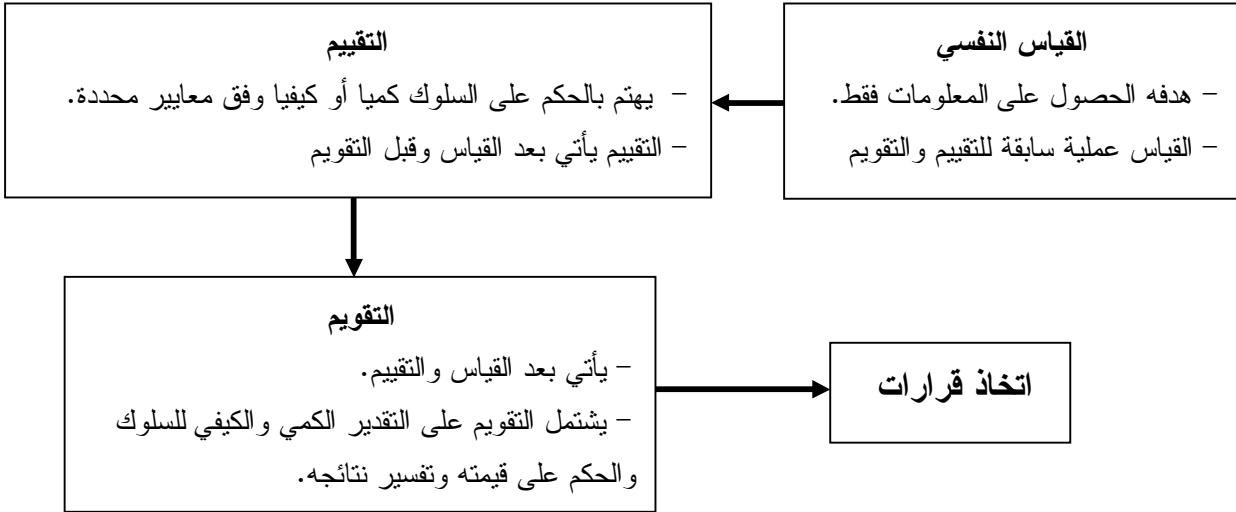 القياس النفسي
– هدفه الحصول على المعلومات فقط.
– القياس عملية سابقة للتقييم والتقويم
التقييم
– يهتم بالحكم على السلوك كميا أو كيفيا وفق معايير محددة.
– التقييم يأتي بعد القياس وقبل التقويم
التقويم
– يأتي بعد القياس والتقييم.
– يشتمل التقويم على التقدير الكمي والكيفي للسلوك
والحكم على قيمته وتفسير نتائجه.
اتخاذ قرارات